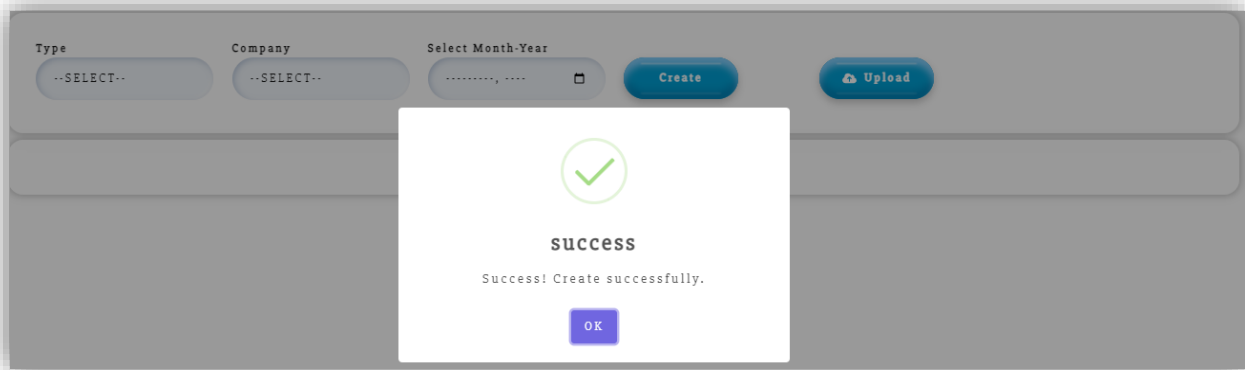 Type Company Select Month-Year
--SELECT-- --SELECT-- ---------, ---- Create Upload
success
Success! Create successfully.
OK